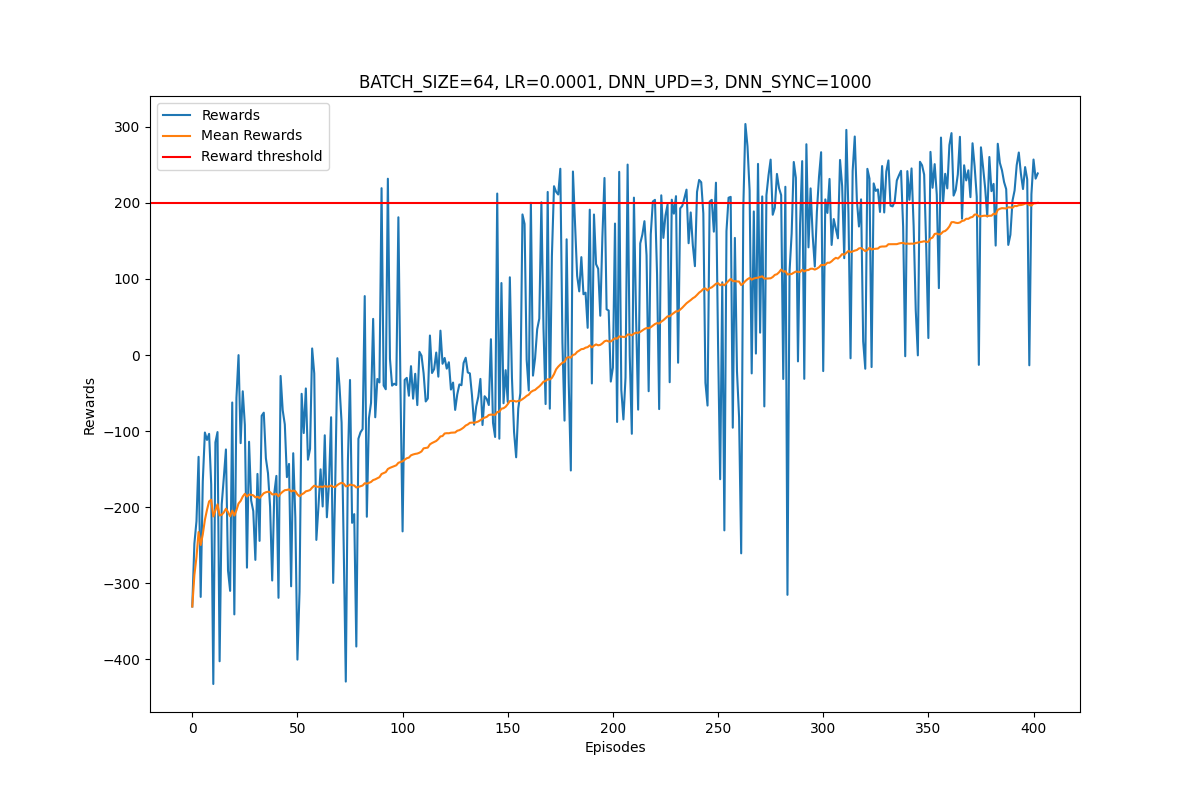 BATCH_SIZE=64, LR=0.0001, DNN_UPD=3, DNN_SYNC=1000
Rewards
Mean Rewards
Reward threshold
300
200
100
0
−100
−200
−300
−400
Rewards
0 50 100 150 200 250 300 350 400
Episodes